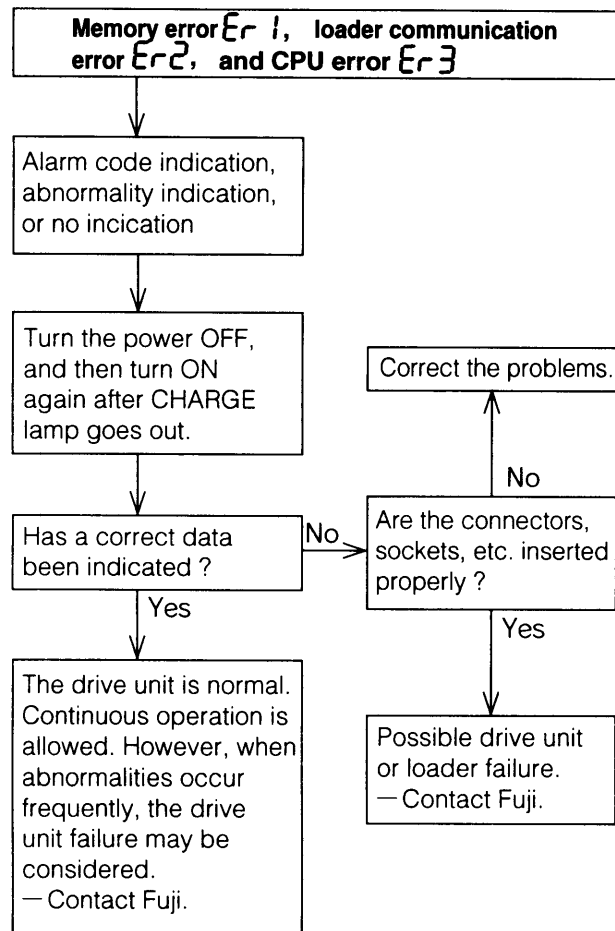 Memory error Er 1, loader communication
error Er2, and CPU error Er3
Alarm code indication,
abnormality indication,
or no incication
Turn the power OFF,
and then turn ON
again after CHARGE
lamp goes out.
Correct the problems.
No
Has a correct data
been indicated ?
No
Are the connectors,
sockets, etc. inserted
properly ?
Yes
Yes
The drive unit is normal.
Continuous operation is
allowed. However, when
abnormalities occur
frequently, the drive
unit failure may be
considered.
— Contact Fuji.
Possible drive unit
or loader failure.
— Contact Fuji.